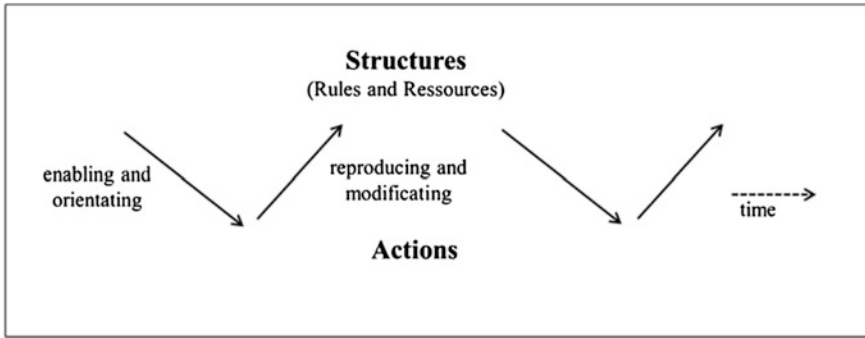 Structures
(Rules and Ressources)
enabling and
orientating
reproducing and
modificating
time
Actions